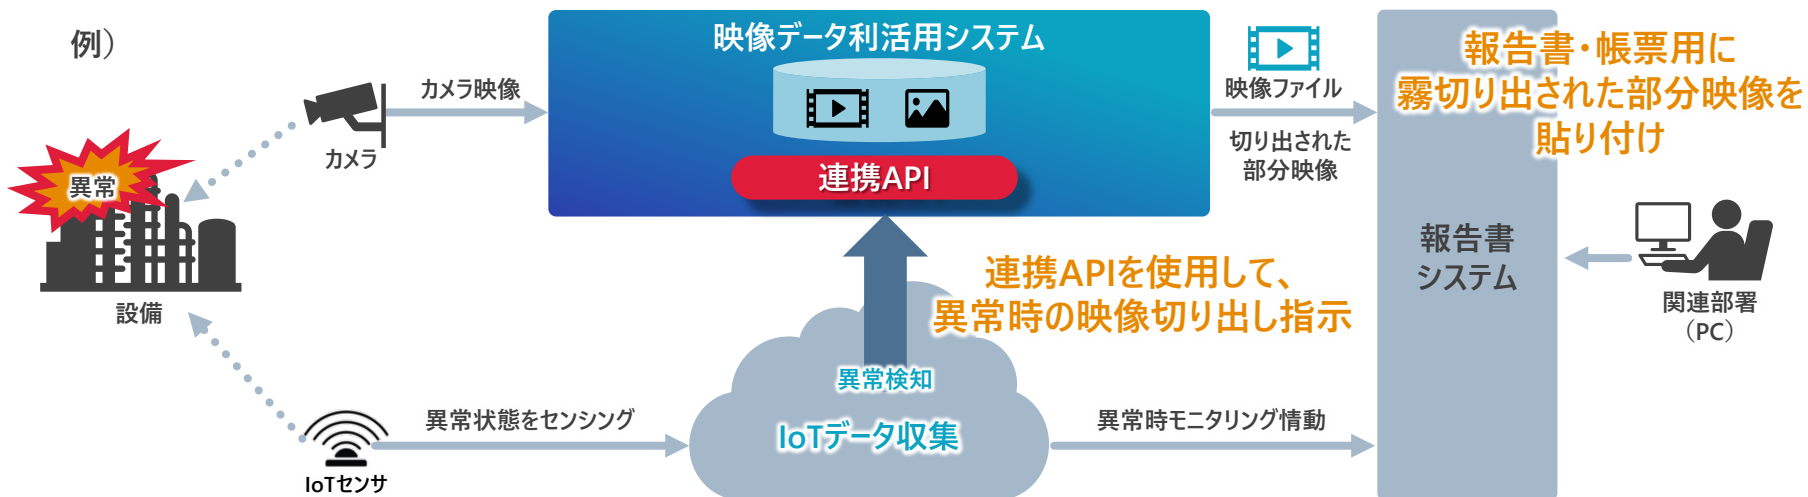 例）
映像データ利活用システム
連携API
カメラ映像
カメラ
異常
設備
映像ファイル
切り出された
部分映像
報告書・帳票用に
霧切り出された部分映像を
貼り付け
報告書
システム
関連部署
（PC）
連携APIを使用して、
異常時の映像切り出し指示
異常検知
IoTデータ収集
異常状態をセンシング
IoTセンサ
異常時モニタリング情動